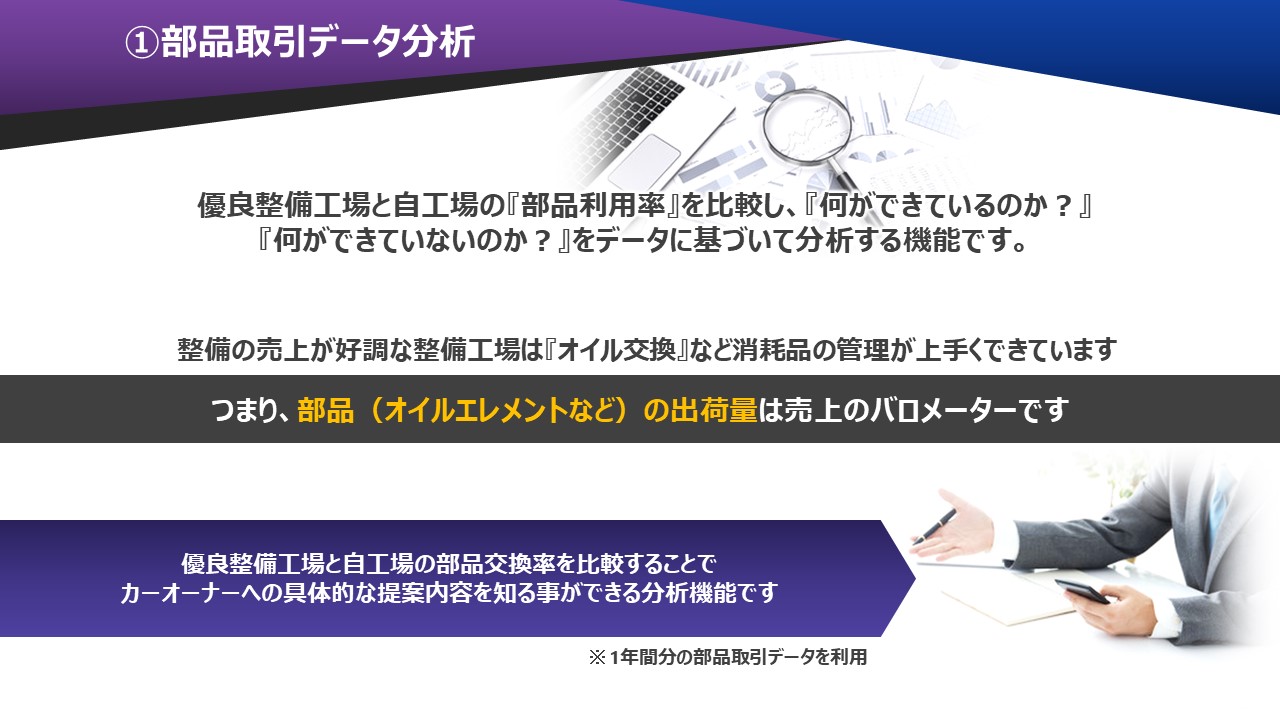 ①部品取引データ分析
優良整備工場と自工場の『部品利用率』を比較し、『何ができているのか？』
『何ができていないのか？』をデータに基づいて分析する機能です。
整備の売上が好調な整備工場は『オイル交換』など消耗品の管理が上手くできています
つまり、部品（オイルエレメントなど）の出荷量は売上のバロメーターです
優良整備工場と自工場の部品交換率を比較することで
カーオーナーへの具体的な提案内容を知る事ができる分析機能です
※1年間分の部品取引データを利用